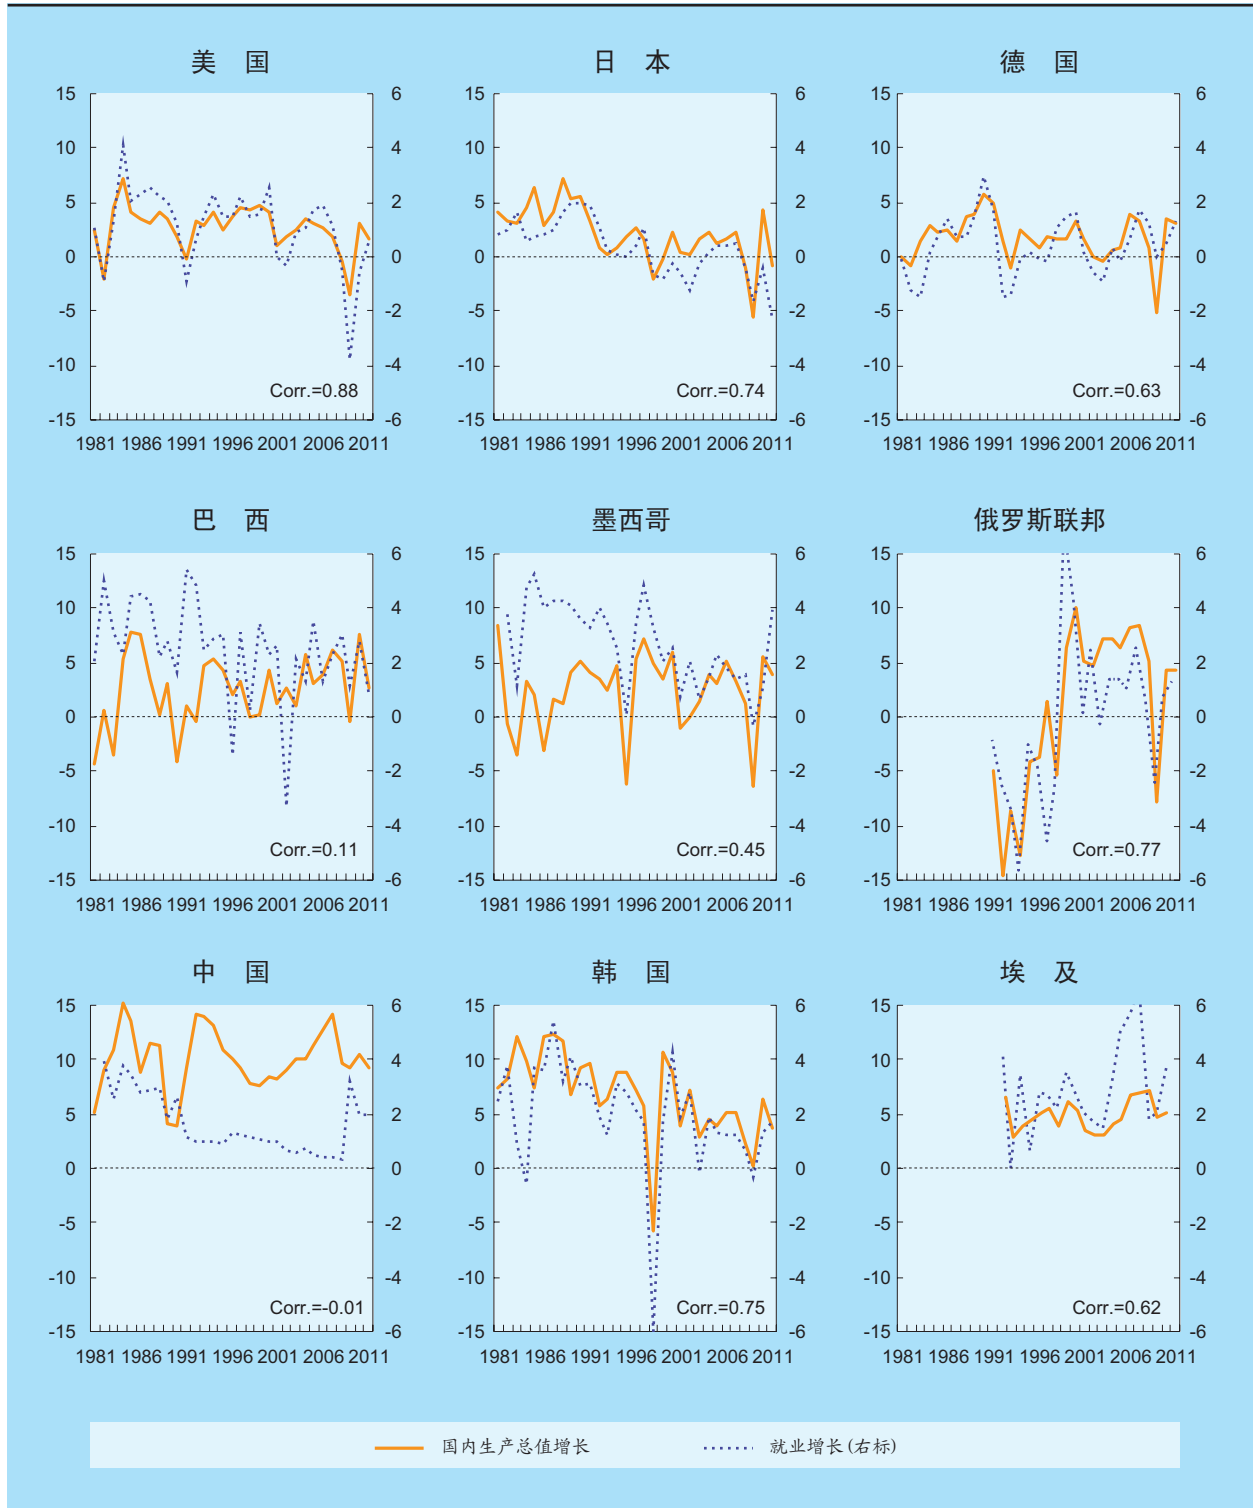 美 国 日 本 德 国
15 6 15 6 15 6
10 4 10 4 10 4
5 2 5 2 5 2
0 0 0 0 0 0
-5 -2 -5 -2 -5 -2
-10 -4 -10 -4 -10 -4
Corr.=0.88 Corr.=0.74 Corr.=0.63
-15 -6 -15 -6 -15 -6
1981 1986 1991 1996 2001 2006 2011 1981 1986 1991 1996 2001 2006 2011 1981 1986 1991 1996 2001 2006 2011
巴 西 墨西哥 俄罗斯联邦
15 6 15 6 15 6
10 4 10 4 10 4
5 2 5 2 5 2
0 0 0 0 0 0
-5 -2 -5 -2 -5 -2
-10 -4 -10 -4 -10 -4
Corr.=0.11 Corr.=0.45 Corr.=0.77
-15 -6 -15 -6 -15 -6
1981 1986 1991 1996 2001 2006 2011 1981 1986 1991 1996 2001 2006 2011 1981 1986 1991 1996 2001 2006 2011
中 国 韩 国 埃 及
15 6 15 6 15 6
10 4 10 4 10 4
5 2 5 2 5 2
0 0 0 0 0 0
-5 -2 -5 -2 -5 -2
-10 -4 -10 -4 -10 -4
Corr.=-0.01 Corr.=0.75 Corr.=0.62
-15 -6 -15 -6 -15 -6
1981 1986 1991 1996 2001 2006 2011 1981 1986 1991 1996 2001 2006 2011 1981 1986 1991 1996 2001 2006 2011
国内生产总值增长 就业增长(右标)